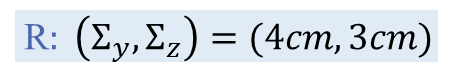 R: (Σ_y, Σ_z) = (4cm, 3cm)